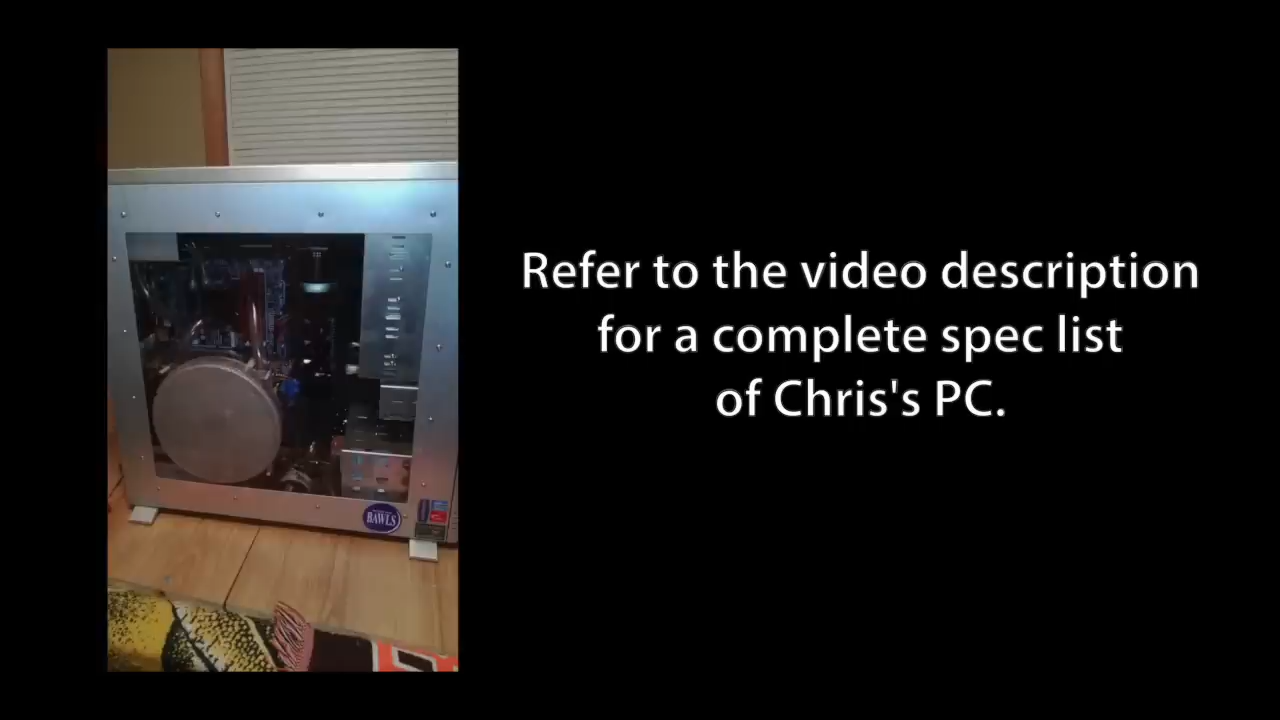 Refer to the video description
for a complete spec list
of Chris's PC.
BAWLS